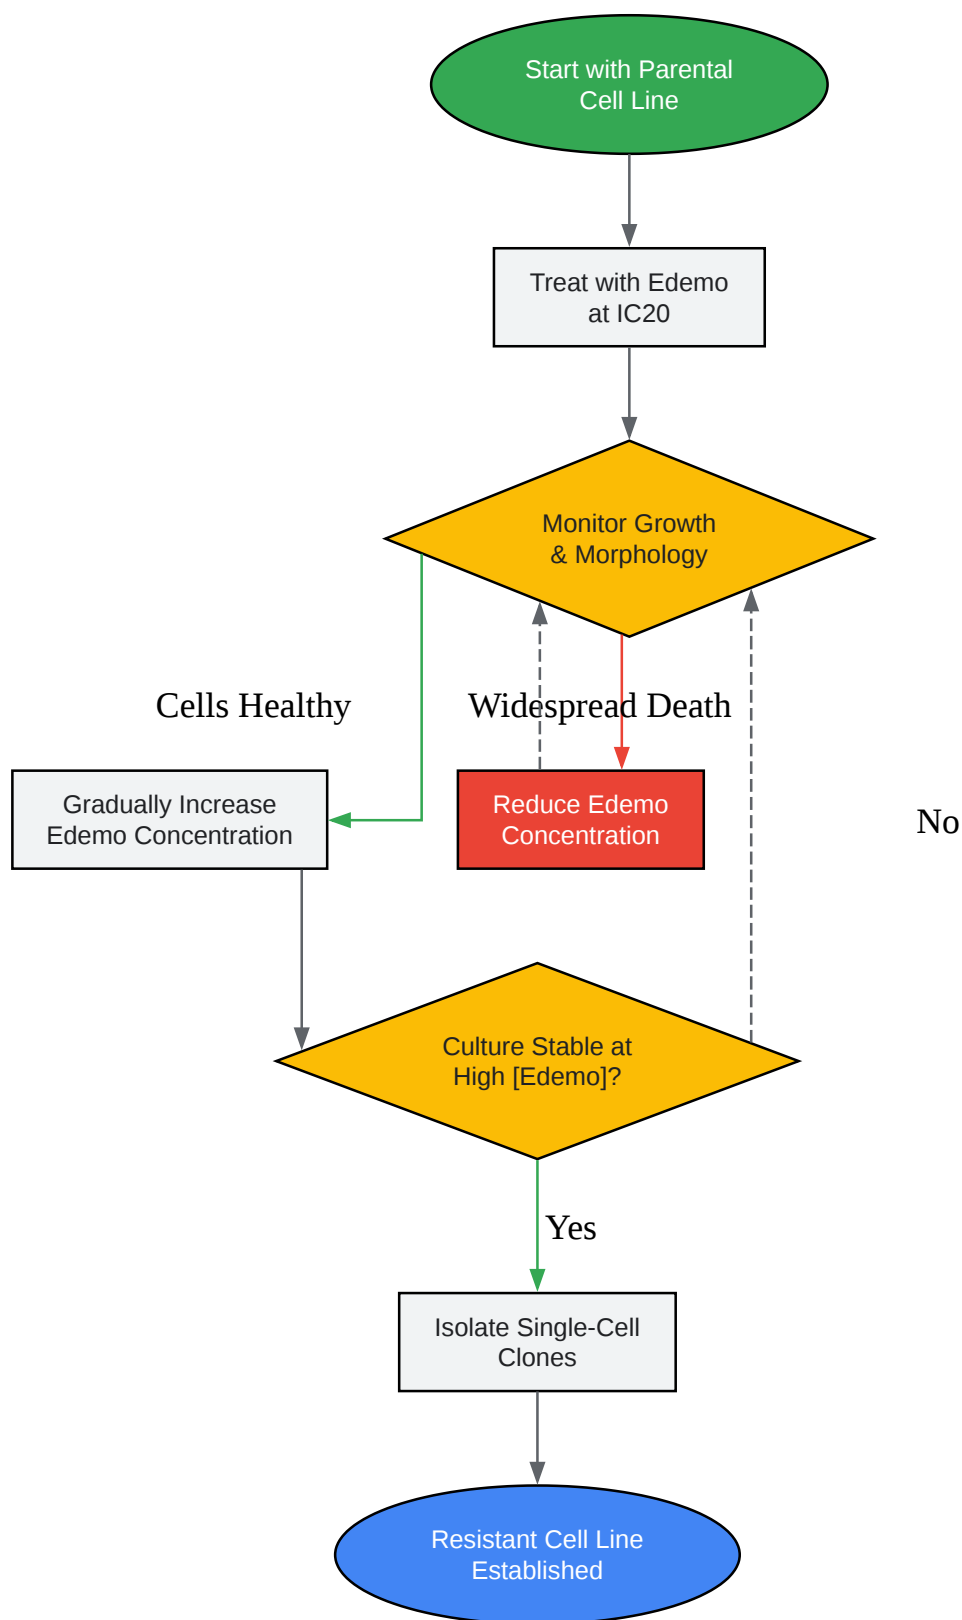 Start with Parental
Cell Line
Treat with Edemo
at IC20
Monitor Growth
& Morphology
Cells Healthy
Widespread Death
Gradually Increase
Edemo Concentration
Reduce Edemo
Concentration
No
Culture Stable at
High [Edemo]?
Yes
Isolate Single-Cell
Clones
Resistant Cell Line
Established